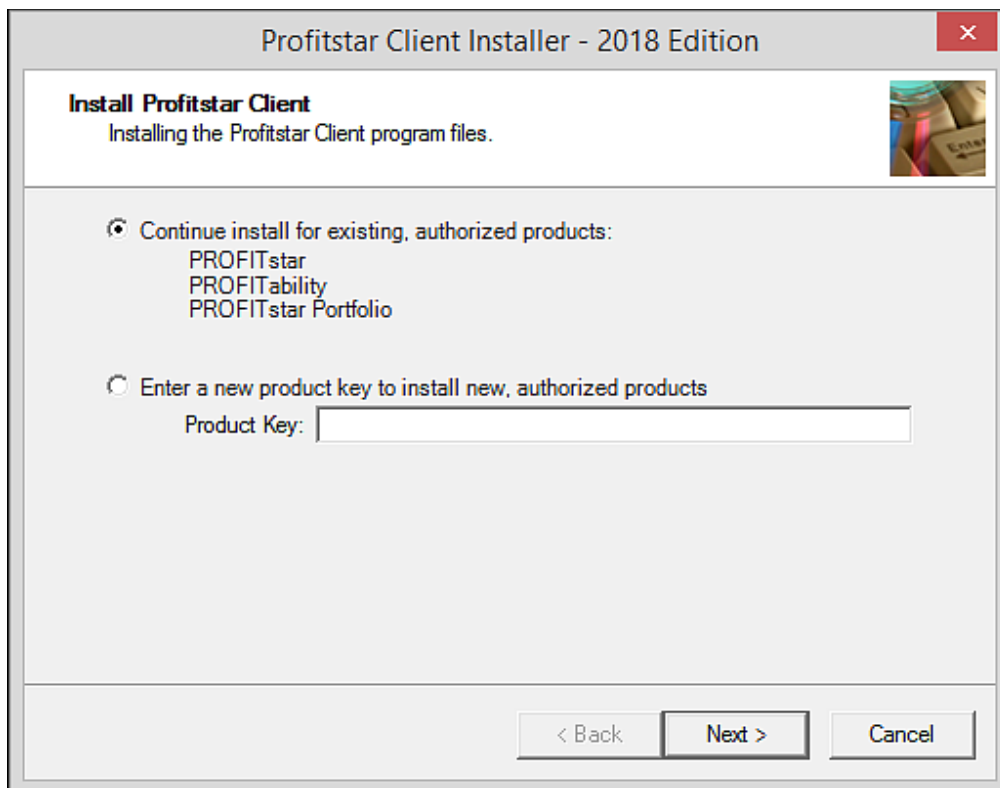 Profitstar Client Installer - 2018 Edition
Install Profitstar Client
Installing the Profitstar Client program files.
Enter
Continue install for existing, authorized products:
PROFITstar
PROFITability
PROFITstar Portfolio
Enter a new product key to install new, authorized products
Product Key:
< Back
Next >
Cancel